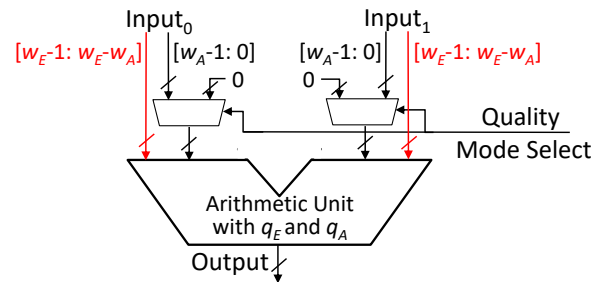 Input0 Input1
[wE-1: wE-wA] [wA-1: 0] [wA-1: 0] [wE-1: wE-wA]
0 0
Quality
Mode Select
Arithmetic Unit
with qE and qA
Output